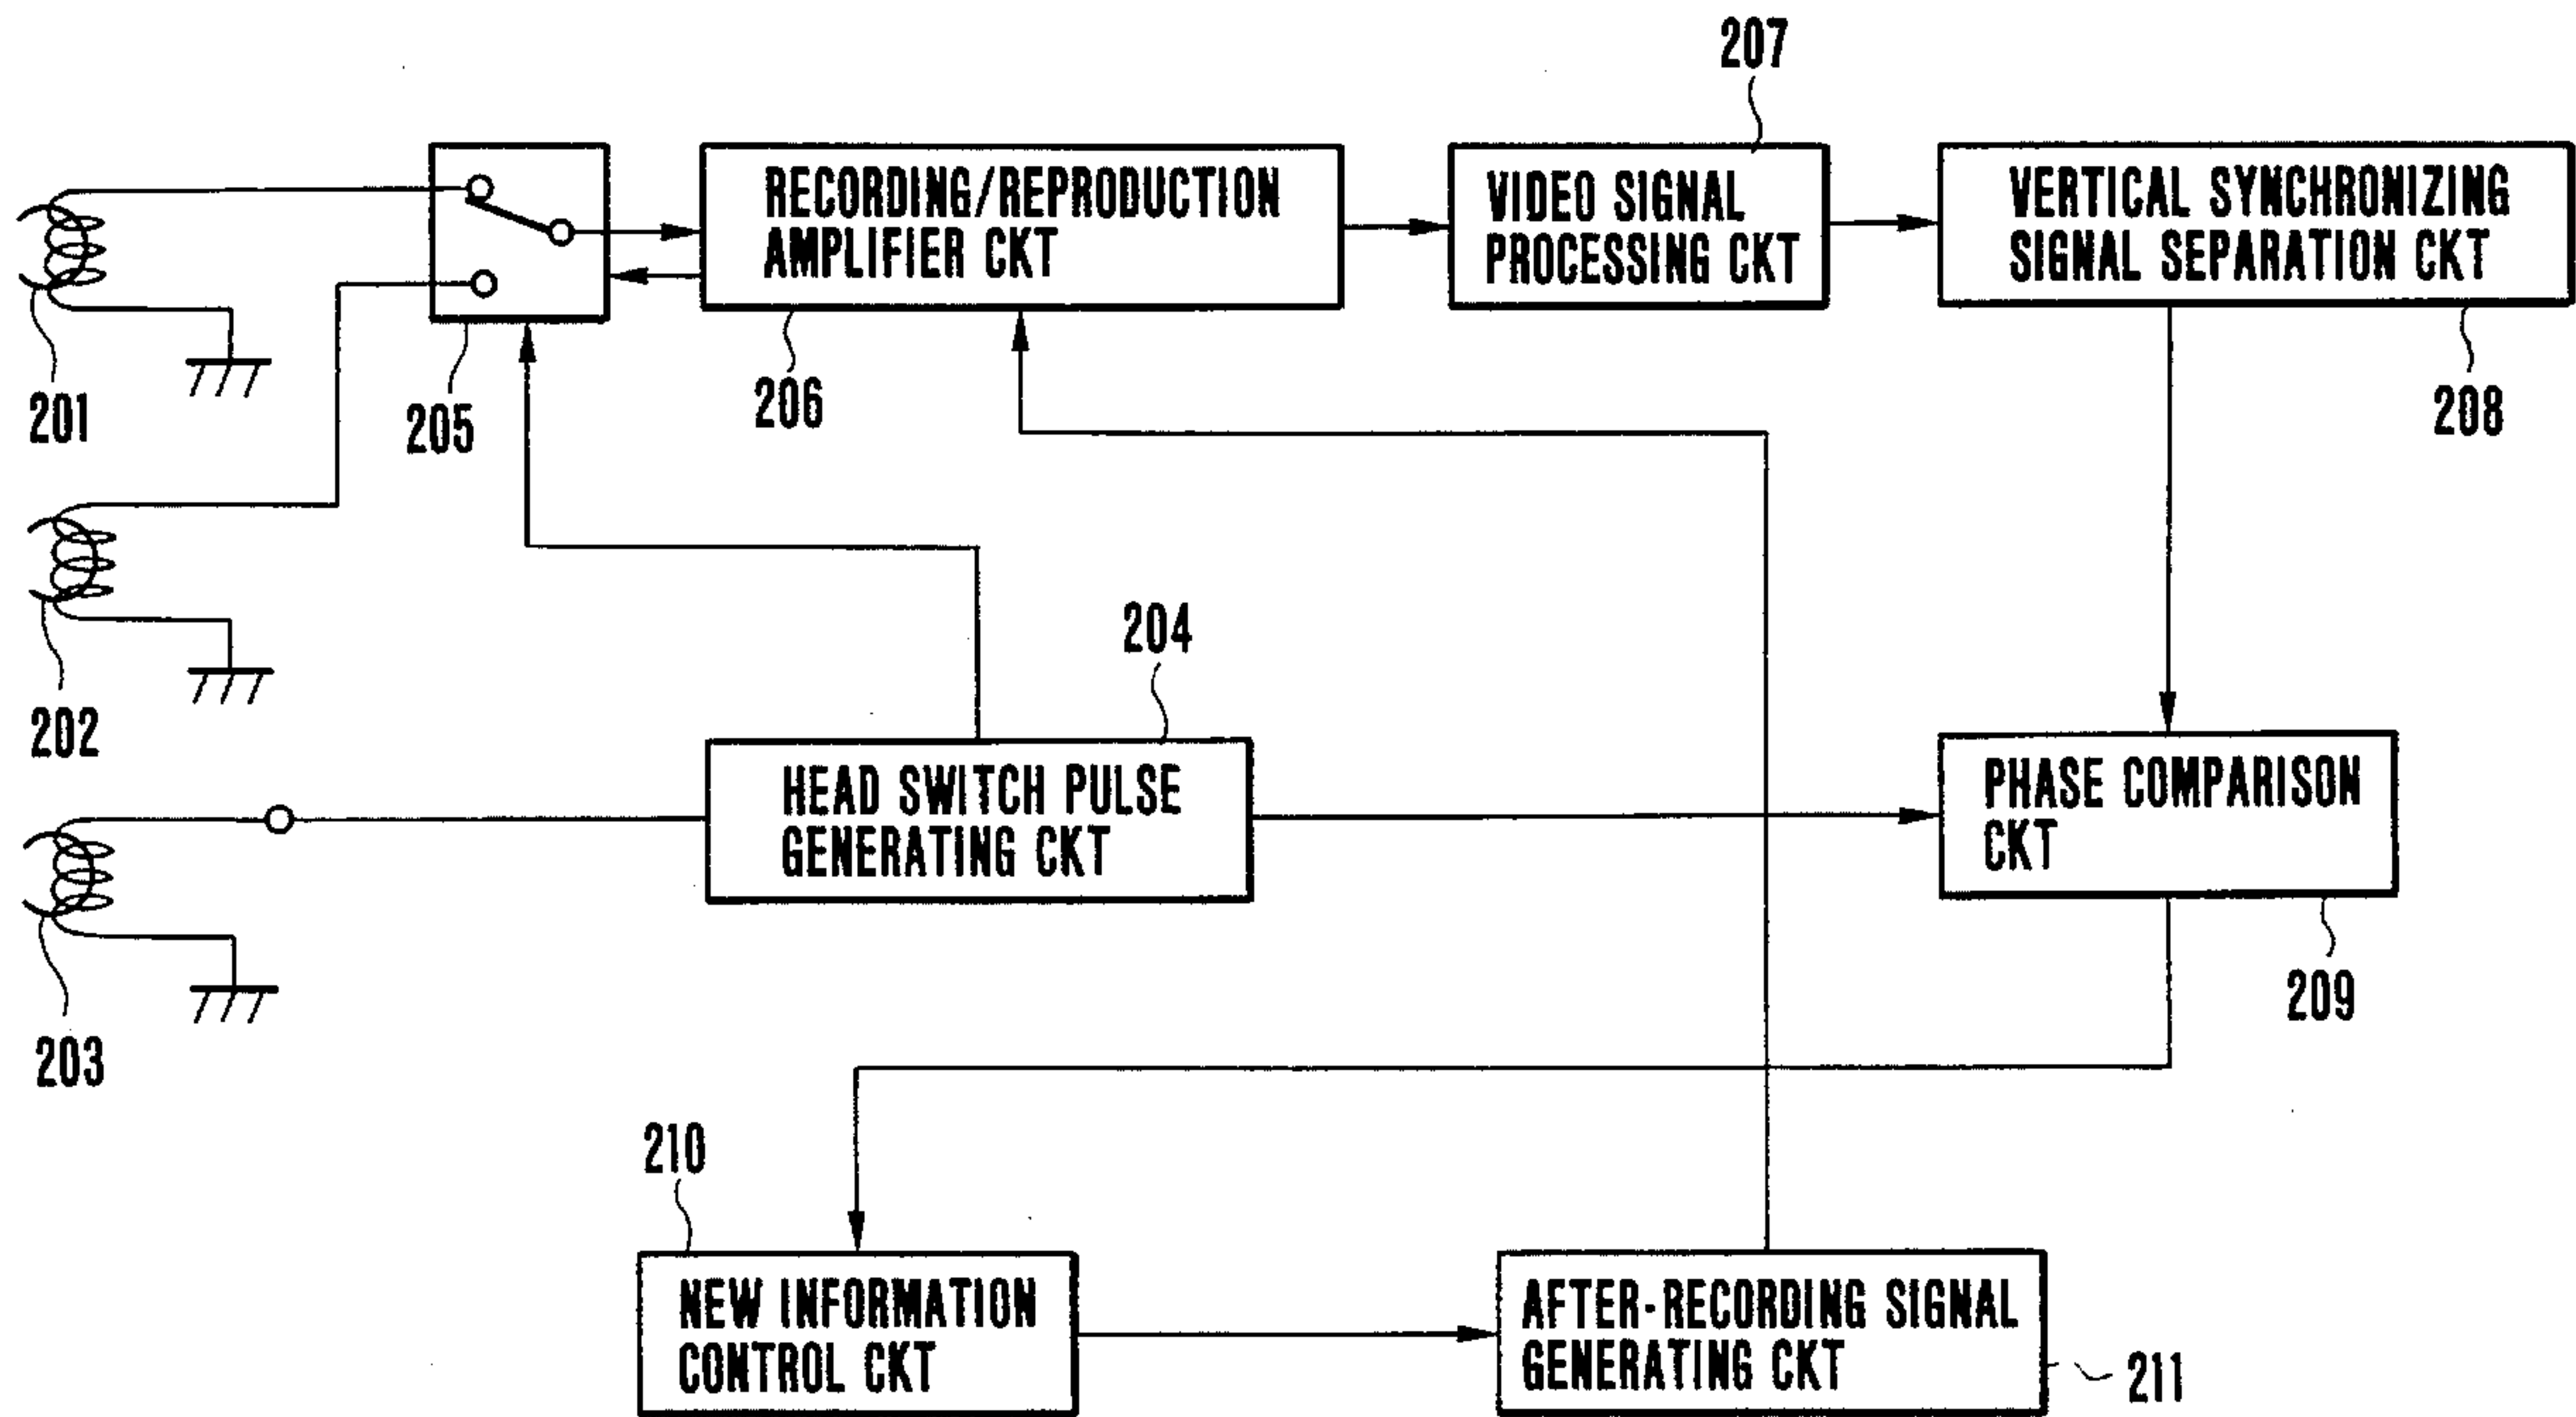 207
RECORDING/REPRODUCTION
AMPLIFIER CKT
VIDEO SIGNAL
PROCESSING CKT
VERTICAL SYNCHRONIZING
SIGNAL SEPARATION CKT
201
205
206
208
202
204
HEAD SWITCH PULSE
GENERATING CKT
PHASE COMPARISON
CKT
203
209
210
NEW INFORMATION
CONTROL CKT
AFTER-RECORDING SIGNAL
GENERATING CKT
211